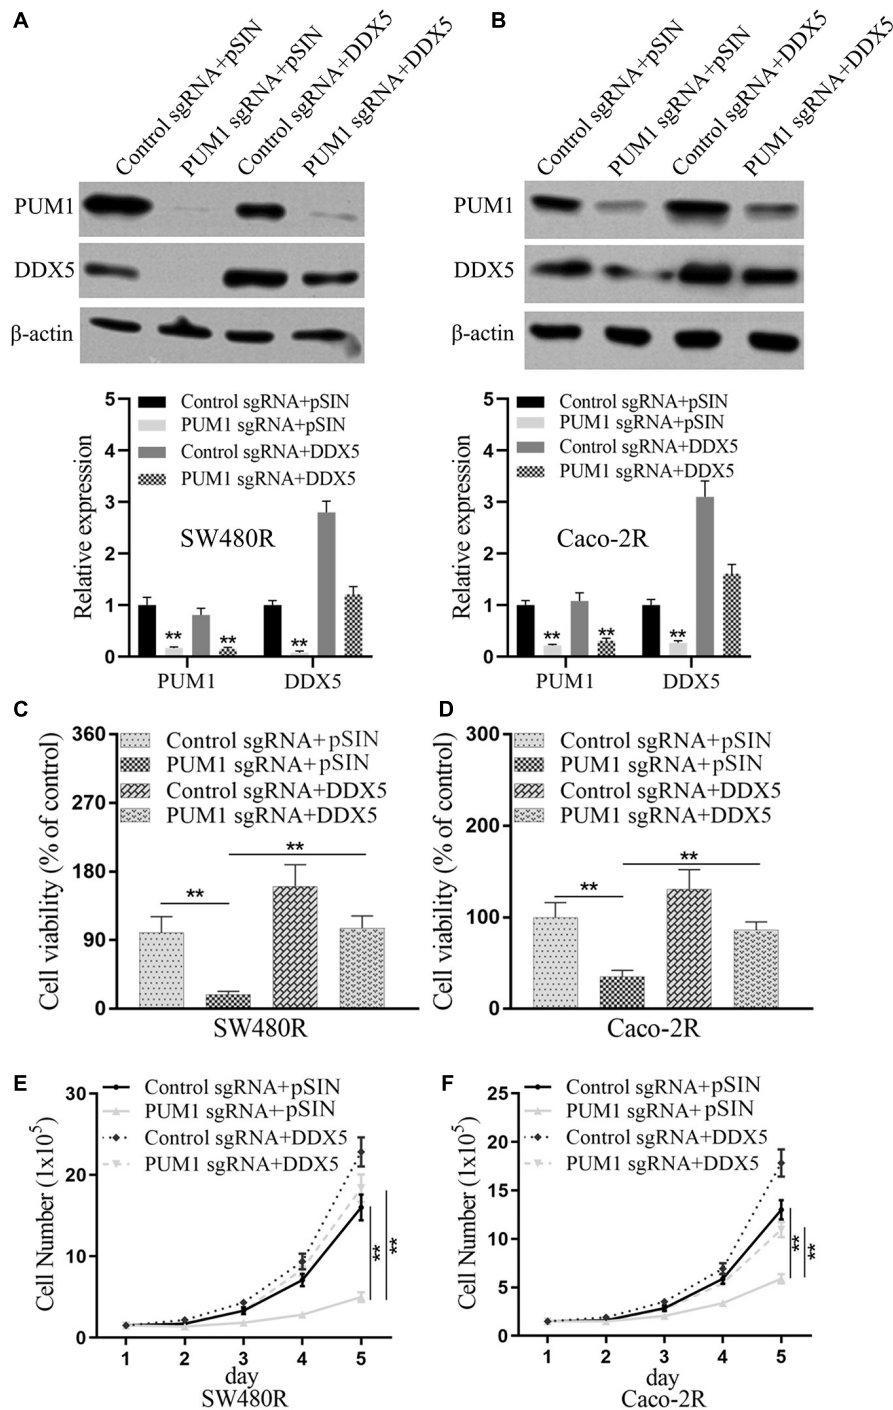 A
Control sgRNA+pSIN
PUM1 sgRNA+pSIN
Control sgRNA+DDX5
PUM1 sgRNA+DDX5
PUM1
DDX5
β-actin
5
4
3
2
1
0
Relative expression
Control sgRNA+pSIN
PUM1 sgRNA+pSIN
Control sgRNA+DDX5
PUM1 sgRNA+DDX5
SW480R
** ** **
PUM1 DDX5
B
Control sgRNA+pSIN
PUM1 sgRNA+pSIN
Control sgRNA+DDX5
PUM1 sgRNA+DDX5
PUM1
DDX5
β-actin
5
4
3
2
1
0
Relative expression
Control sgRNA+pSIN
PUM1 sgRNA+pSIN
Control sgRNA+DDX5
PUM1 sgRNA+DDX5
Caco-2R
** ** **
PUM1 DDX5
C
360
270
180
90
0
Cell viability (% of control)
Control sgRNA+pSIN
PUM1 sgRNA+pSIN
Control sgRNA+DDX5
PUM1 sgRNA+DDX5
**
**
SW480R
D
300
200
100
0
Cell viability (% of control)
Control sgRNA+pSIN
PUM1 sgRNA+pSIN
Control sgRNA+DDX5
PUM1 sgRNA+DDX5
**
**
Caco-2R
E
30
20
10
0
Cell Number (1x10⁵)
Control sgRNA+pSIN
PUM1 sgRNA+pSIN
Control sgRNA+DDX5
PUM1 sgRNA+DDX5
**
**
1 2 3 4 5
day
SW480R
F
25
20
15
10
5
0
Cell Number (1x10⁵)
Control sgRNA+pSIN
PUM1 sgRNA+pSIN
Control sgRNA+DDX5
PUM1 sgRNA+DDX5
**
**
1 2 3 4 5
day
Caco-2R